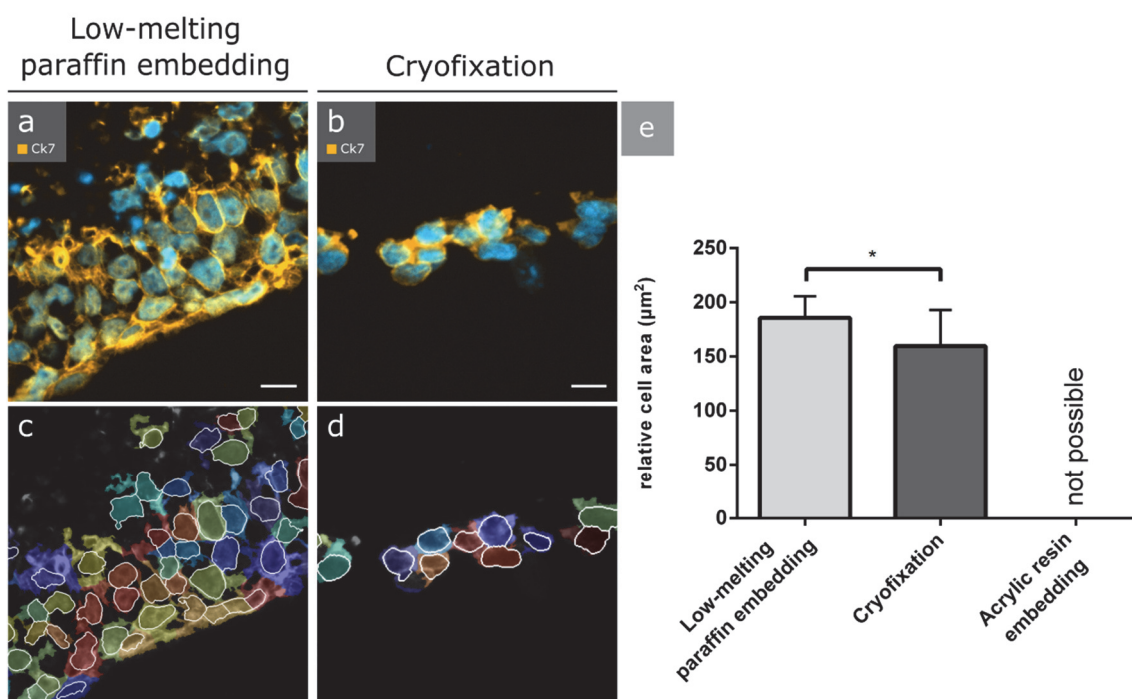 Low-melting
paraffin embedding
Cryofixation
a
Ck7
b
Ck7
e
c
d
relative cell area (µm²)
250
200
150
100
50
0
*
not possible
Low-melting
paraffin embedding
Cryofixation
Acrylic resin
embedding